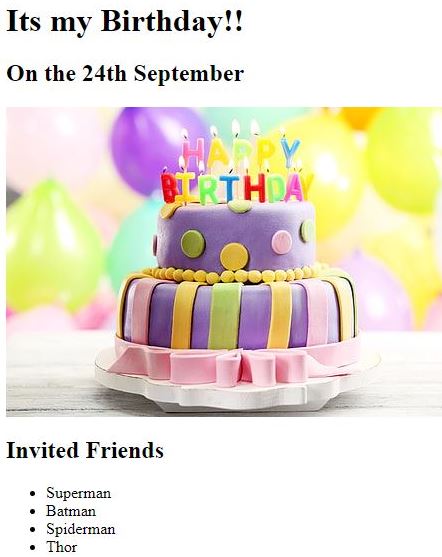 Its my Birthday!!
On the 24th September
HAPPY
BIRTHDAY
Invited Friends
Superman
Batman
Spiderman
Thor